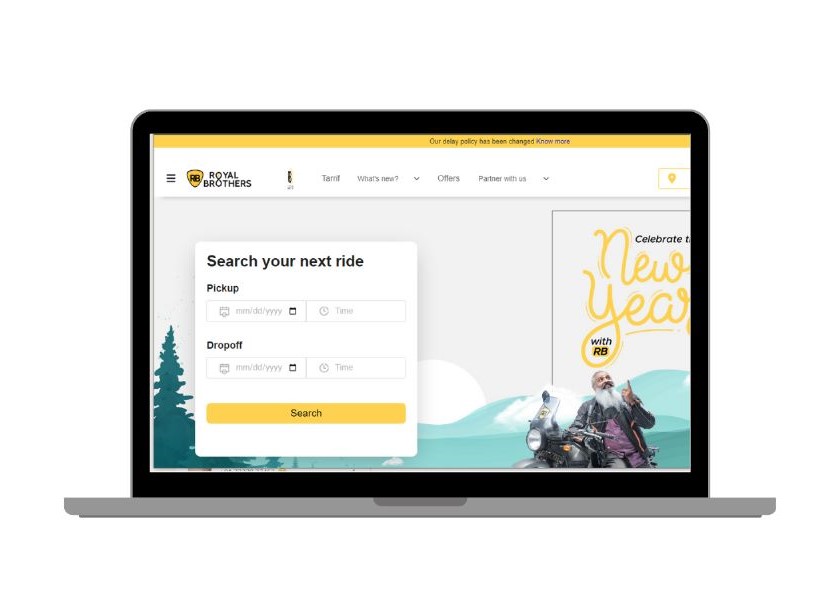 Our delay policy has been changed Know more
RB ROYAL
BROTHERS
Tarrif What's new? Offers Partner with us
Celebrate t
New
Year
with
RB
Search your next ride
Pickup
mm/dd/yyyy Time
Dropoff
mm/dd/yyyy Time
Search